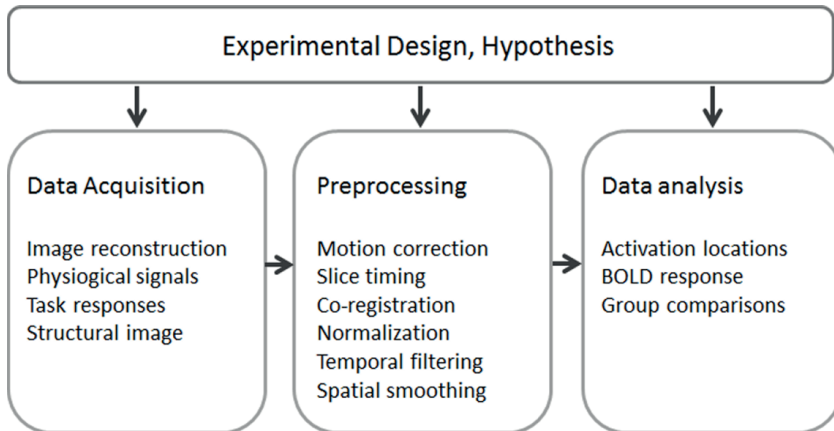 Experimental Design, Hypothesis
Data Acquisition
Image reconstruction
Physiogical signals
Task responses
Structural image
Preprocessing
Motion correction
Slice timing
Co-registration
Normalization
Temporal filtering
Spatial smoothing
Data analysis
Activation locations
BOLD response
Group comparisons